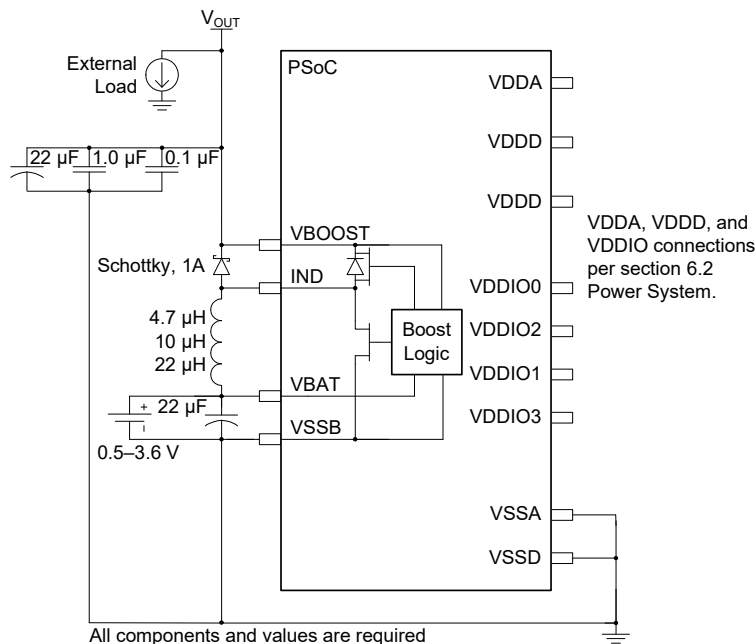 VOUT
External
Load
PSoC
VDDA
VDDD
22 µF 1.0 µF 0.1 µF
VDDD
VDDA, VDDD, and
VDDIO connections
per section 6.2
Power System.
VBOOST
Schottky, 1A
IND
VDDIO0
4.7 µH
10 µH
22 µH
Boost
Logic
VDDIO2
VDDIO1
VBAT
22 µF
+
-
VDDIO3
VSSB
0.5–3.6 V
VSSA
VSSD
All components and values are required